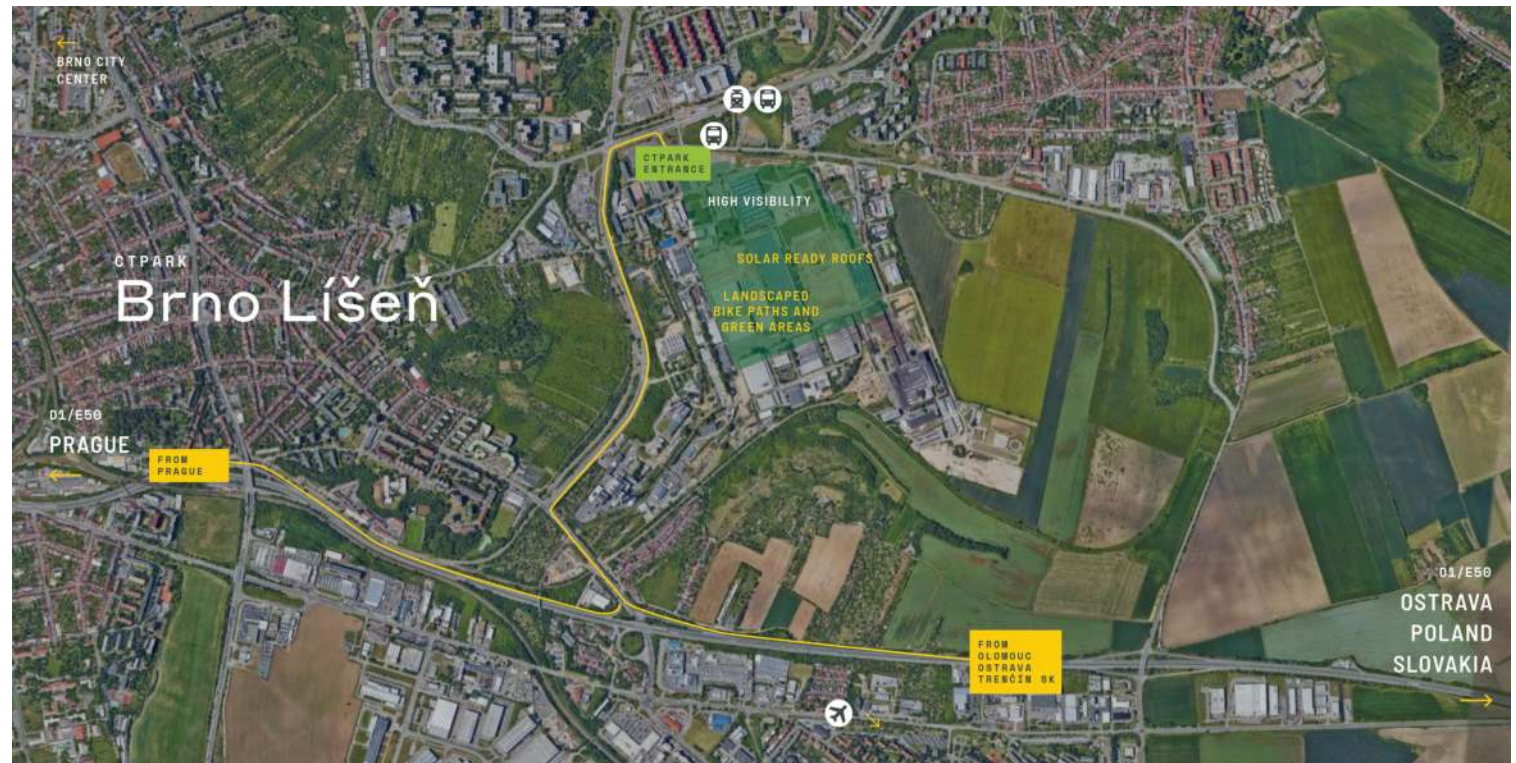 ←
BRNO CITY
CENTER
CTPARK
ENTRANCE
HIGH VISIBILITY
SOLAR READY ROOFS
LANDSCAPED
BIKE PATHS AND
GREEN AREAS
CTPARK
Brno Líšeň
D1/E50
PRAGUE
←
FROM
PRAGUE
D1/E50
OSTRAVA
POLAND
SLOVAKIA
→
FROM
OLOMOUC
OSTRAVA
TRENČÍN SK